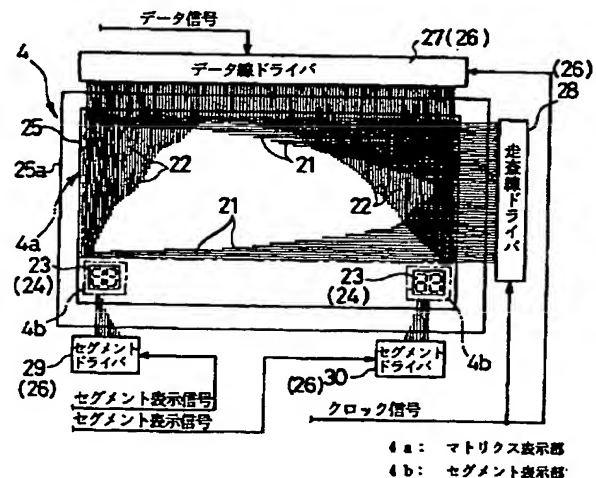 データ信号
27(26)
データ線ドライバ
4
(26)
28
25
25a
4a
22
21
22
21
走査線ドライバ
23
(24)
4b
23
(24)
4b
29
(26)
セグメント
ドライバ
セグメント
ドライバ
(26)30
セグメント表示信号
セグメント表示信号
クロック信号
4a: マトリクス表示部
4b: セグメント表示部